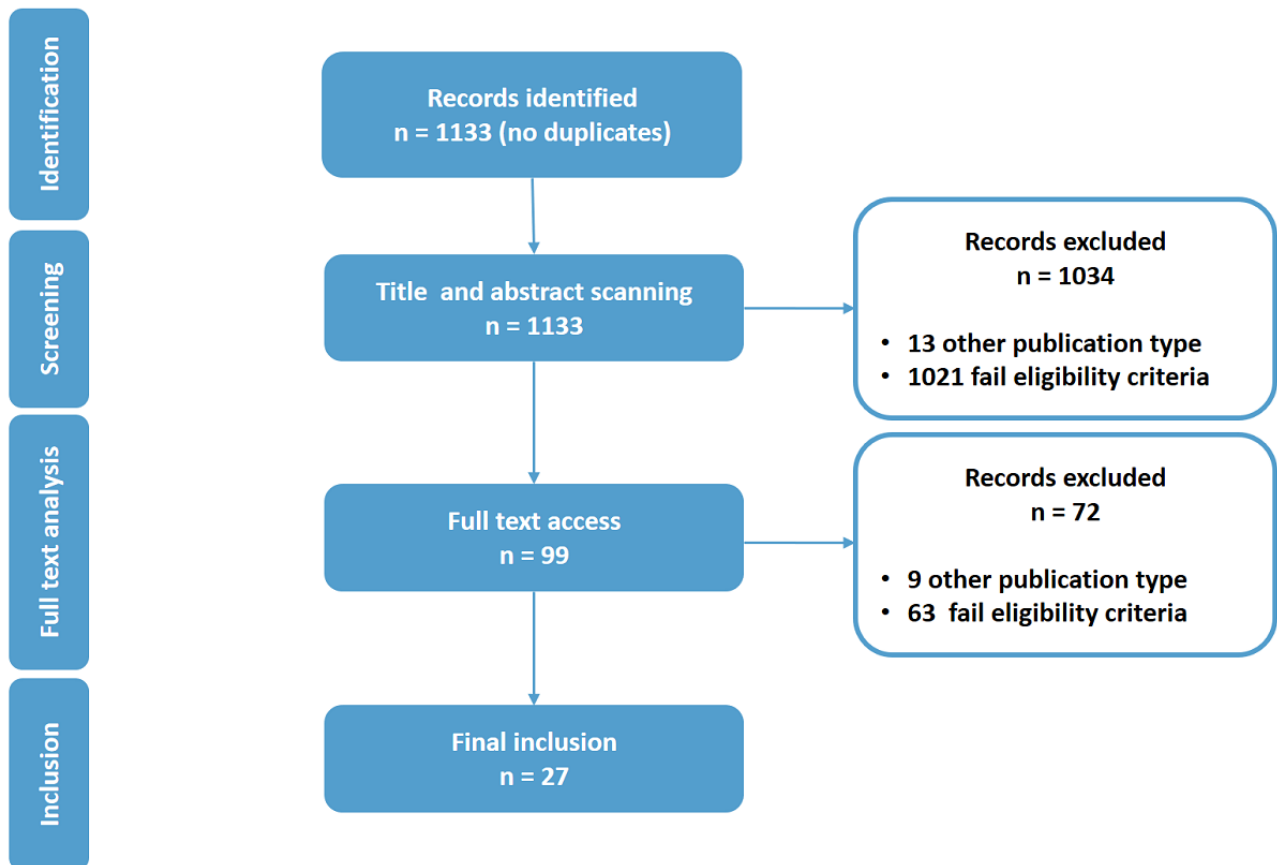 Identification
Records identified
n = 1133 (no duplicates)
Screening
Title and abstract scanning
n = 1133
Records excluded
n = 1034
• 13 other publication type
• 1021 fail eligibility criteria
Full text analysis
Full text access
n = 99
Records excluded
n = 72
• 9 other publication type
• 63 fail eligibility criteria
Inclusion
Final inclusion
n = 27